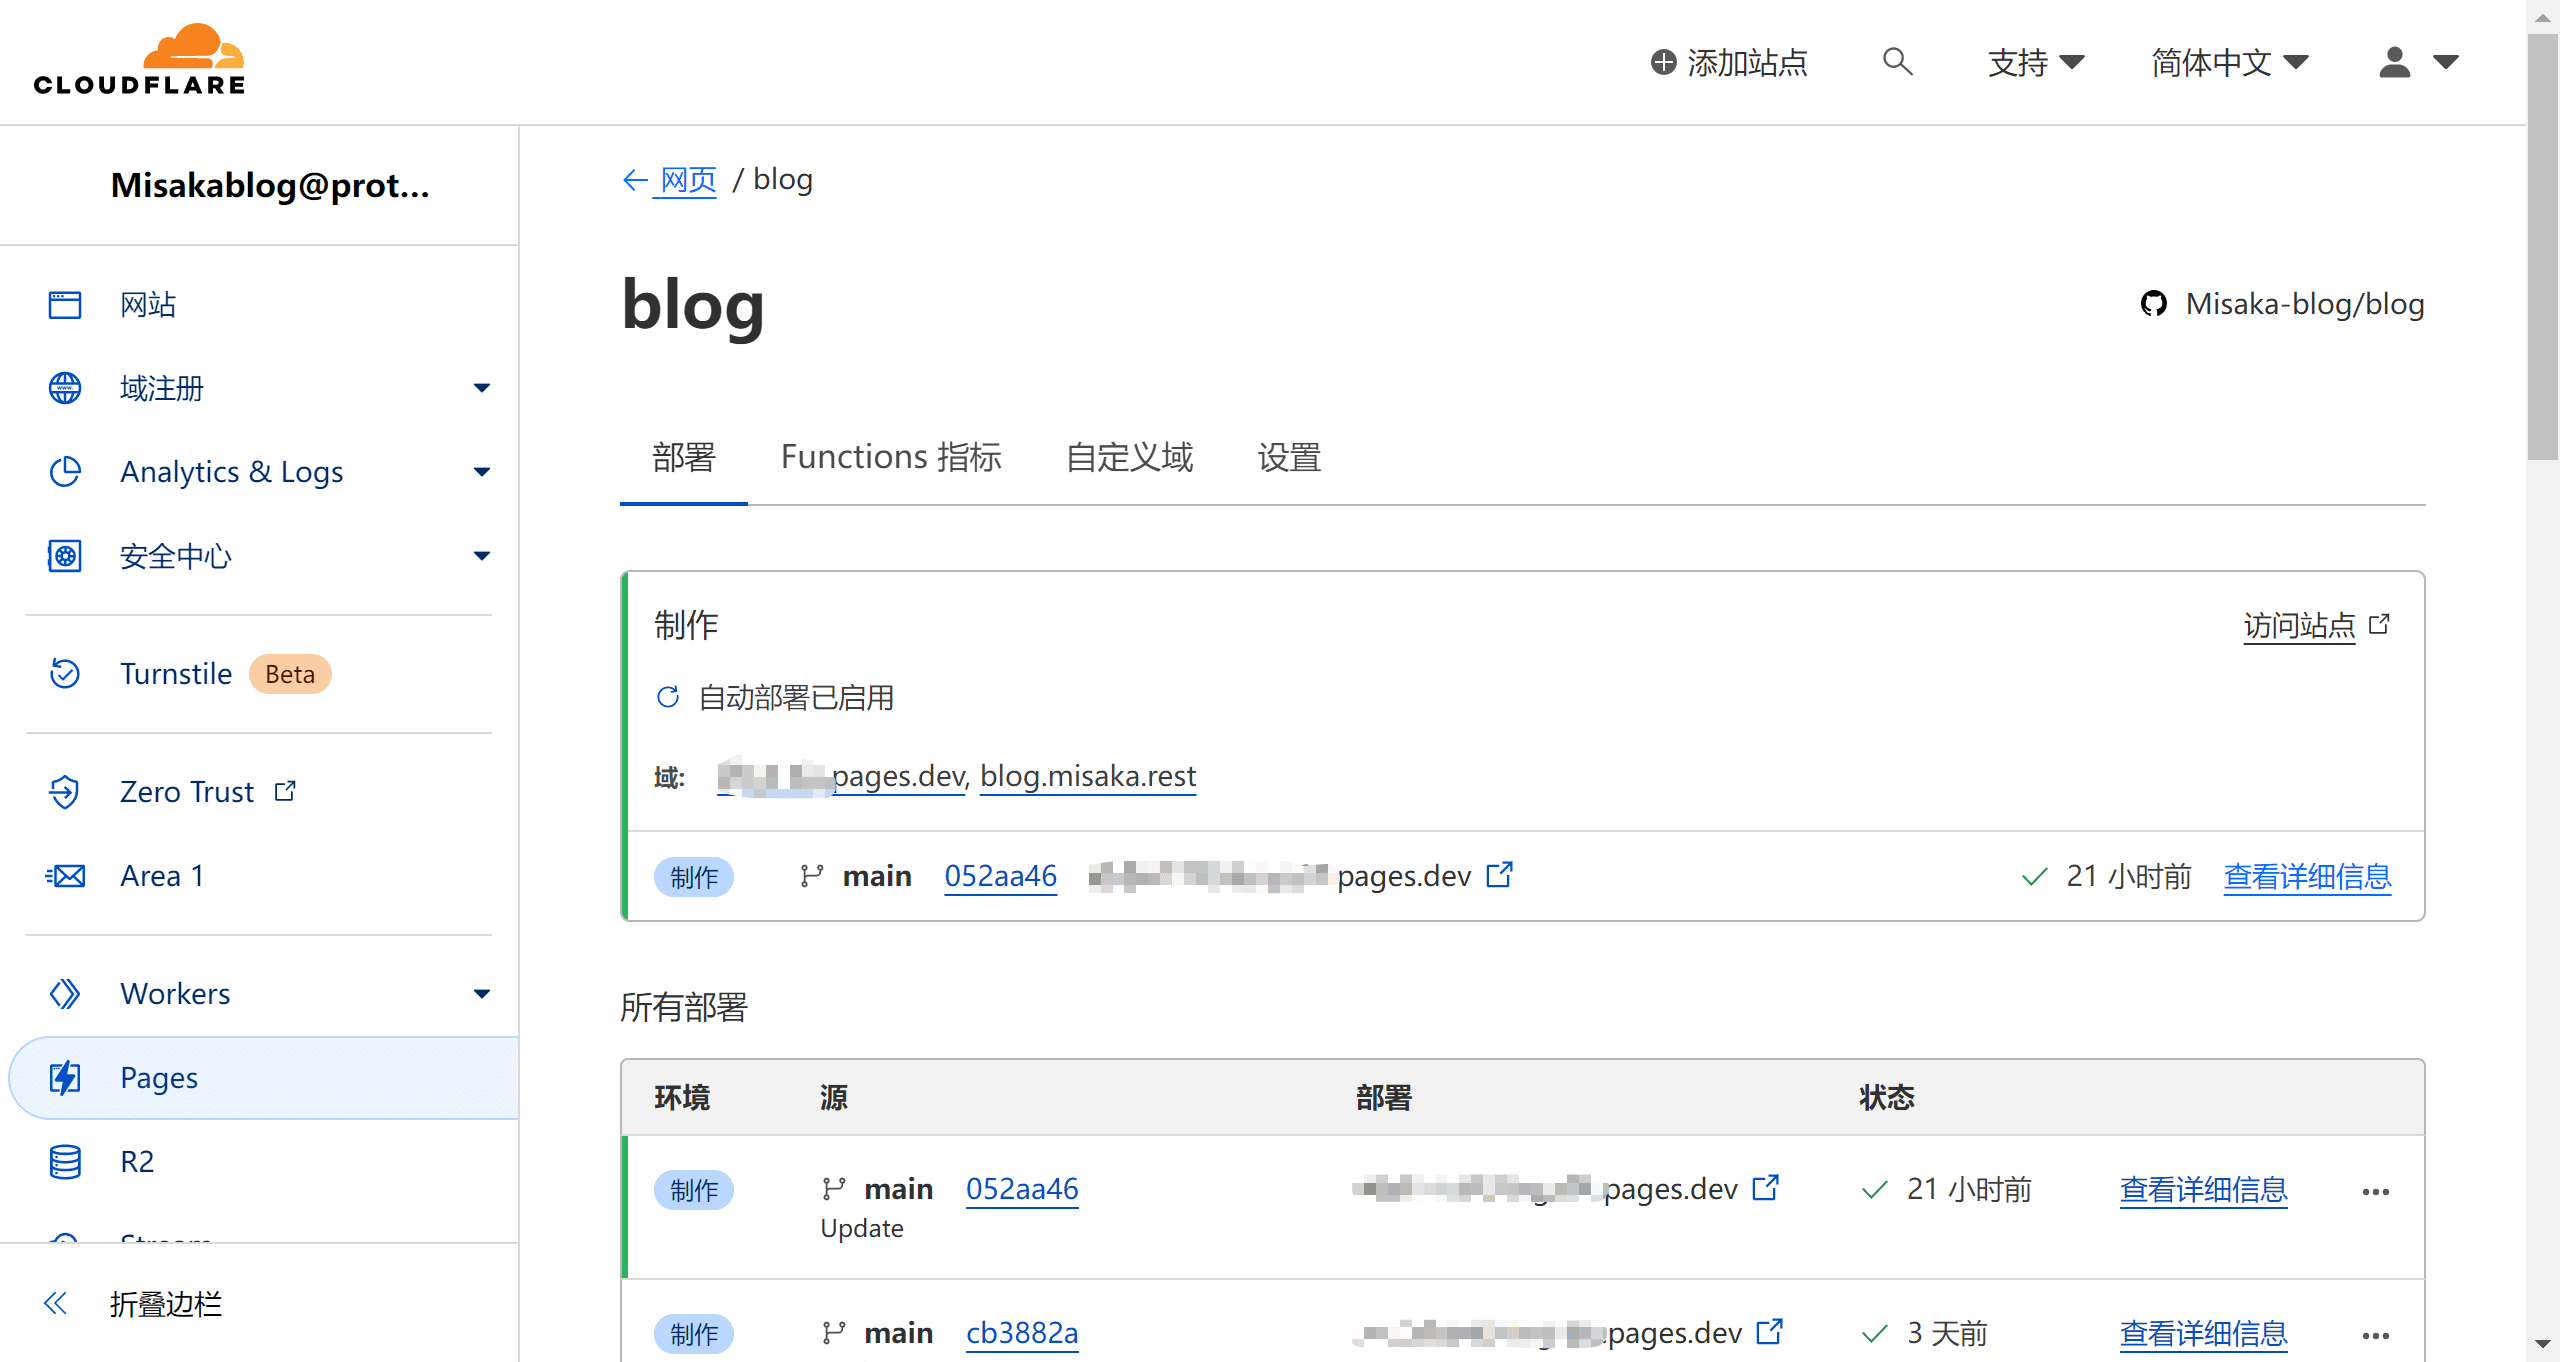 CLOUDFLARE
添加站点
支持
简体中文
Misakablog@prot...
网站
域注册
Analytics & Logs
安全中心
Turnstile Beta
Zero Trust
Area 1
Workers
Pages
R2
Stream
折叠边栏
网页 / blog
blog
Misaka-blog/blog
部署 Functions 指标 自定义域 设置
制作
访问站点
自动部署已启用
域: pages.dev, blog.misaka.rest
制作 main 052aa46 pages.dev 21 小时前 查看详细信息
所有部署
环境 源 部署 状态
制作 main 052aa46 pages.dev 21 小时前 查看详细信息 ...
Update
制作 main cb3882a pages.dev 3 天前 查看详细信息 ...